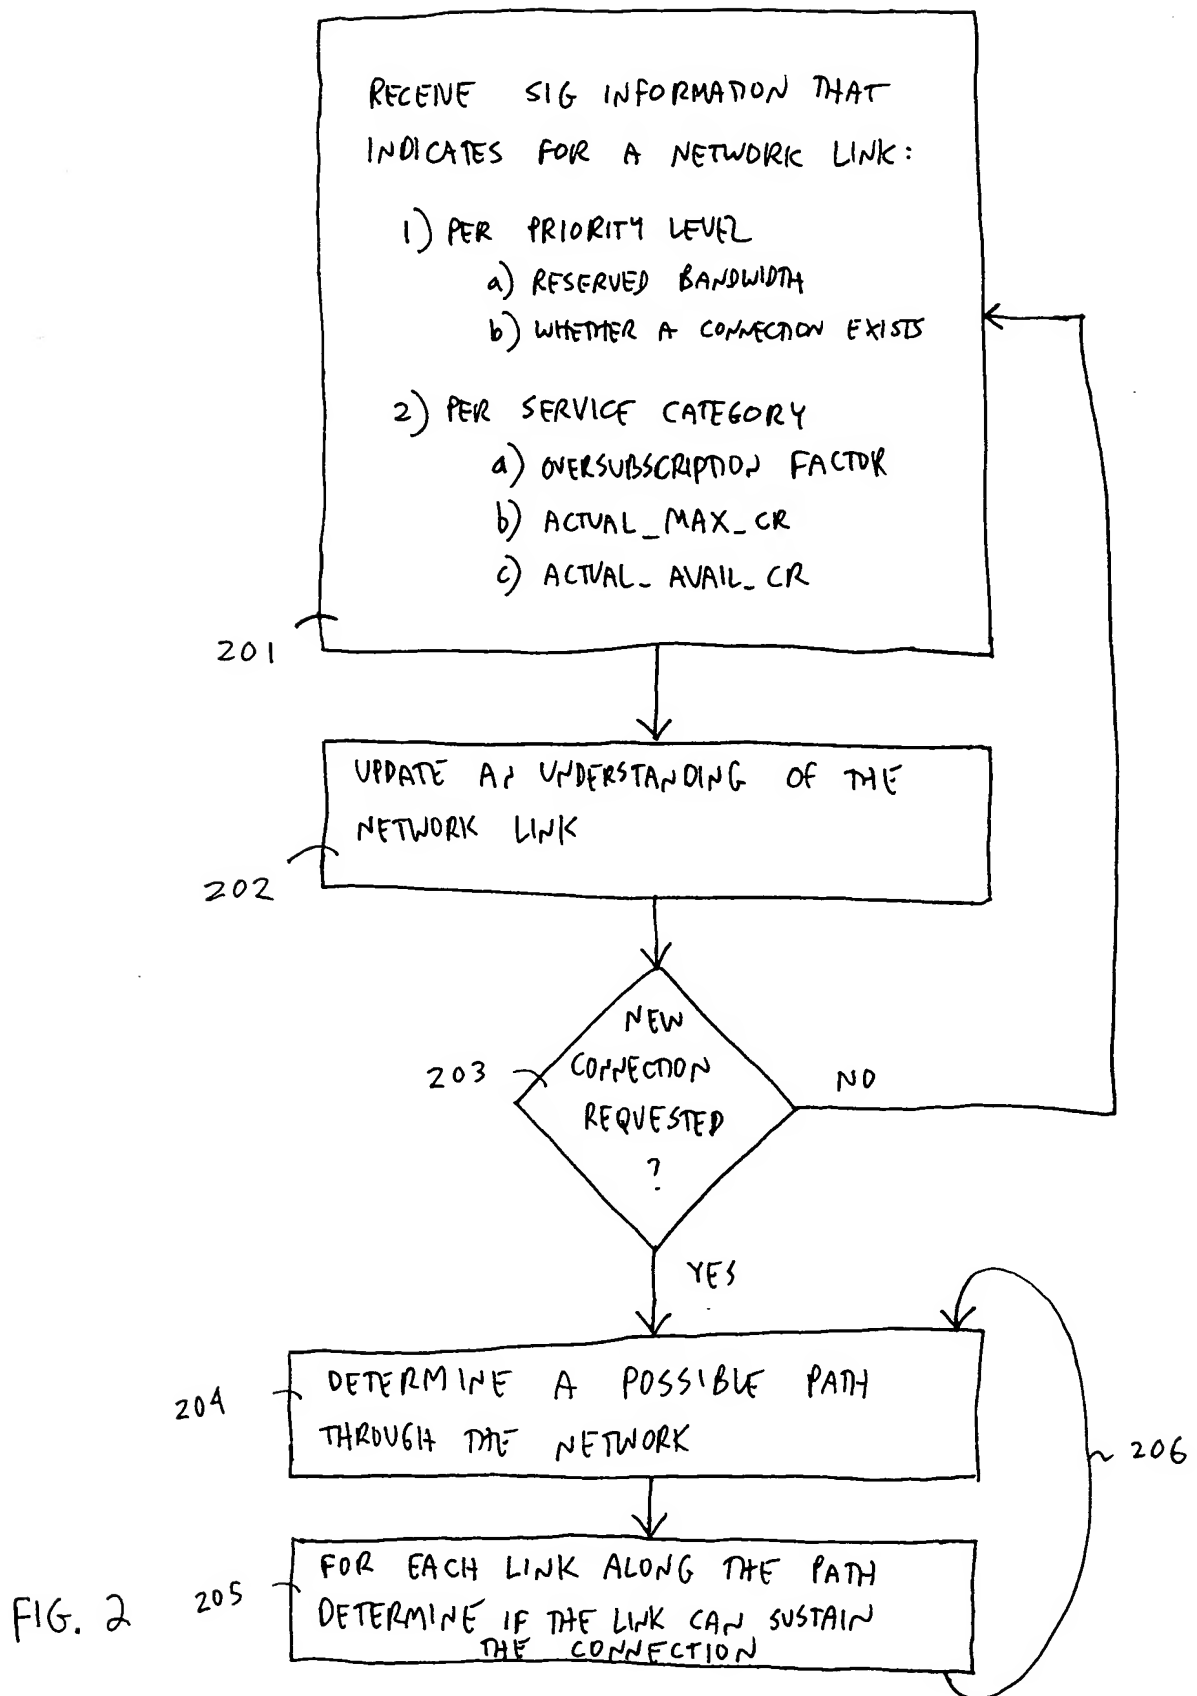 RECEIVE SIG INFORMATION THAT
INDICATES FOR A NETWORK LINK:
1) PER PRIORITY LEVEL
a) RESERVED BANDWIDTH
b) WHETHER A CONNECTION EXISTS
2) PER SERVICE CATEGORY
a) OVERSUBSCRIPTION FACTOR
b) ACTUAL_MAX_CR
c) ACTUAL_AVAIL_CR
201
UPDATE AN UNDERSTANDING OF THE
NETWORK LINK
202
NEW
CONNECTION
REQUESTED
?
203
NO
YES
DETERMINE A POSSIBLE PATH
THROUGH THE NETWORK
204
206
FOR EACH LINK ALONG THE PATH
DETERMINE IF THE LINK CAN SUSTAIN
THE CONNECTION
205
FIG. 2